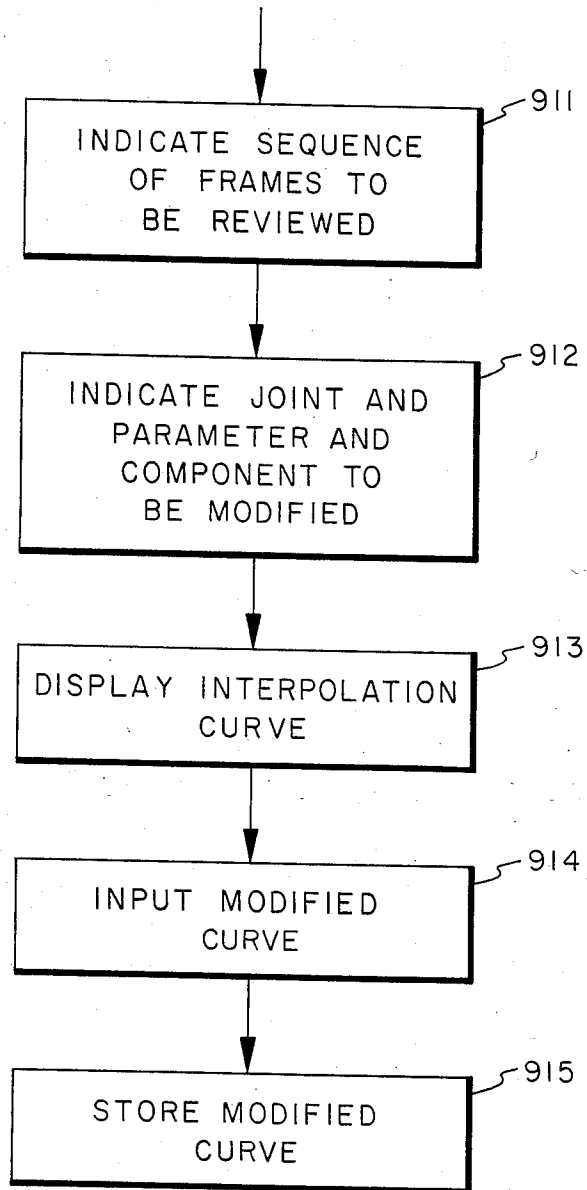 911
INDICATE SEQUENCE
OF FRAMES TO
BE REVIEWED
912
INDICATE JOINT AND
PARAMETER AND
COMPONENT TO
BE MODIFIED
913
DISPLAY INTERPOLATION
CURVE
914
INPUT MODIFIED
CURVE
915
STORE MODIFIED
CURVE